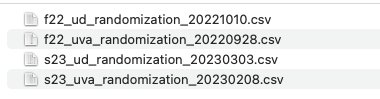 f22_ud_randomization_20221010.csv
f22_uva_randomization_20220928.csv
s23_ud_randomization_20230303.csv
s23_uva_randomization_20230208.csv